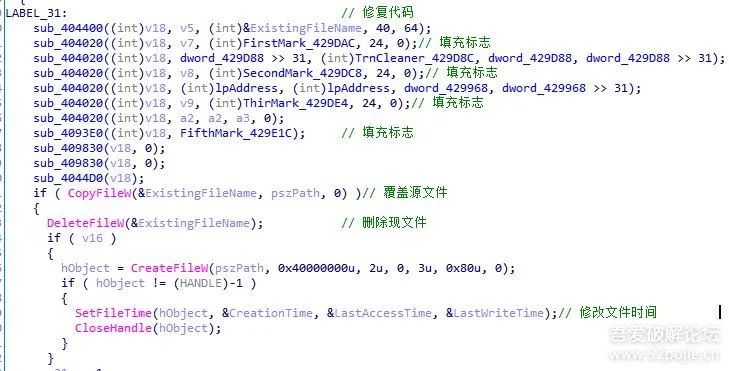 LABEL_31:                                // 修复代码
sub_404400((int)v18, v5, (int)&ExistingFileName, 40, 64);
sub_404020((int)v18, v7, (int)FirstMark_429DAC, 24, 0);// 填充标志
sub_404020((int)v18, dword_429D88 >> 31, (int)TrnCleaner_429D8C, dword_429D88, dword_429D88 >> 31);
sub_404020((int)v18, v8, (int)SecondMark_429DC8, 24, 0);// 填充标志
sub_404020((int)v18, (int)lpAddress, (int)lpAddress, dword_429968, dword_429968 >> 31);
sub_404020((int)v18, v9, (int)ThirMark_429DE4, 24, 0);// 填充标志
sub_404020((int)v18, a2, a2, a3, 0);
sub_4093E0((int)v18, FifthMark_429E1C);      // 填充标志
sub_409830(v18, 0);
sub_409830(v18, 0);
sub_4044D0(v18);
if ( CopyFileW(&ExistingFileName, pszPath, 0) )// 覆盖源文件
{
DeleteFileW(&ExistingFileName);            // 删除现文件
if ( v16 )
{
hObject = CreateFileW(pszPath, 0x40000000u, 2u, 0, 3u, 0x80u, 0);
if ( hObject != (HANDLE)-1 )
{
SetFileTime(hObject, &CreationTime, &LastAccessTime, &LastWriteTime);// 修改文件时间
CloseHandle(hObject);
}
}
吾爱破解论坛
www.52pojie.cn